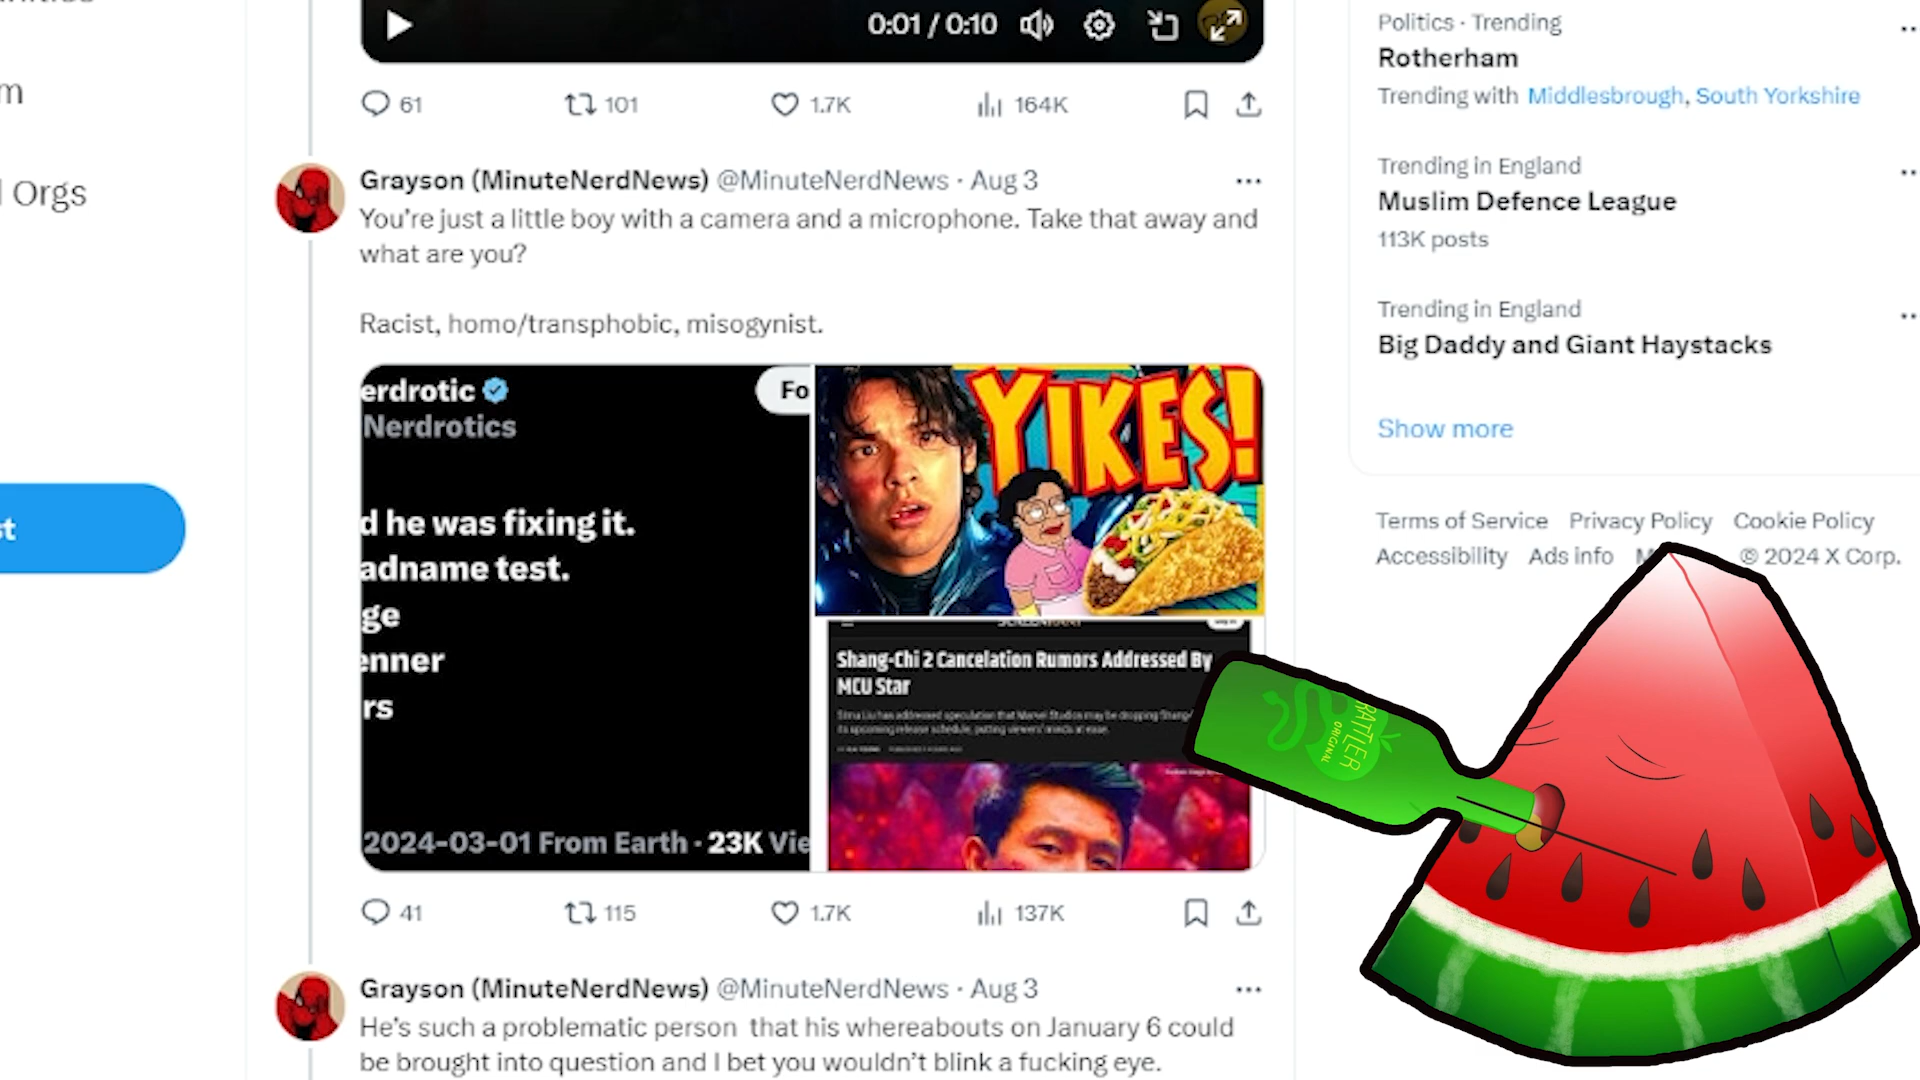 m
l Orgs
st
0:01 / 0:10
61
101
1.7K
164K
Grayson (MinuteNerdNews) @MinuteNerdNews · Aug 3
You're just a little boy with a camera and a microphone. Take that away and
what are you?
Racist, homo/transphobic, misogynist.
erdrotic
Fo
Nerdrotics
d he was fixing it.
adname test.
ge
enner
rs
2024-03-01 From Earth · 23K Vie
YIKES!
Shang-Chi 2 Cancelation Rumors Addressed By
MCU Star
41
115
1.7K
137K
Grayson (MinuteNerdNews) @MinuteNerdNews · Aug 3
He's such a problematic person that his whereabouts on January 6 could
be brought into question and I bet you wouldn't blink a fucking eye.
Politics · Trending
Rotherham
Trending with Middlesbrough, South Yorkshire
Trending in England
Muslim Defence League
113K posts
Trending in England
Big Daddy and Giant Haystacks
Show more
Terms of Service Privacy Policy Cookie Policy
Accessibility Ads info M © 2024 X Corp.
RATTLER
ORIGINAL